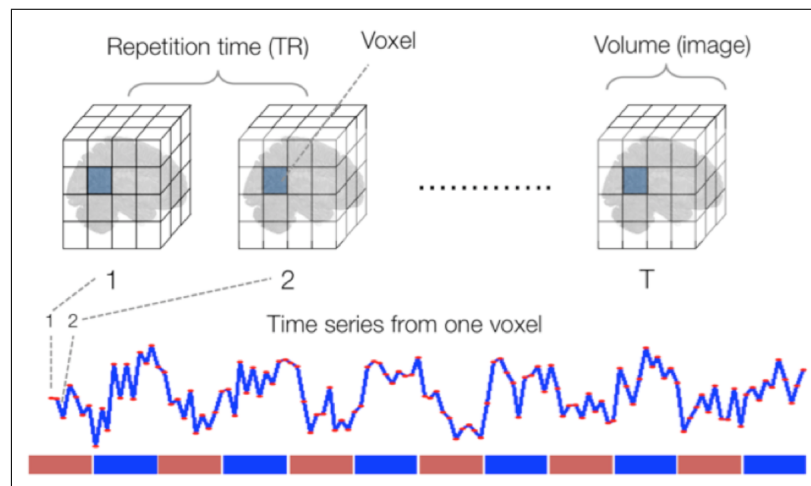 Repetition time (TR)
Voxel
Volume (image)
1
2
T
1
2
Time series from one voxel